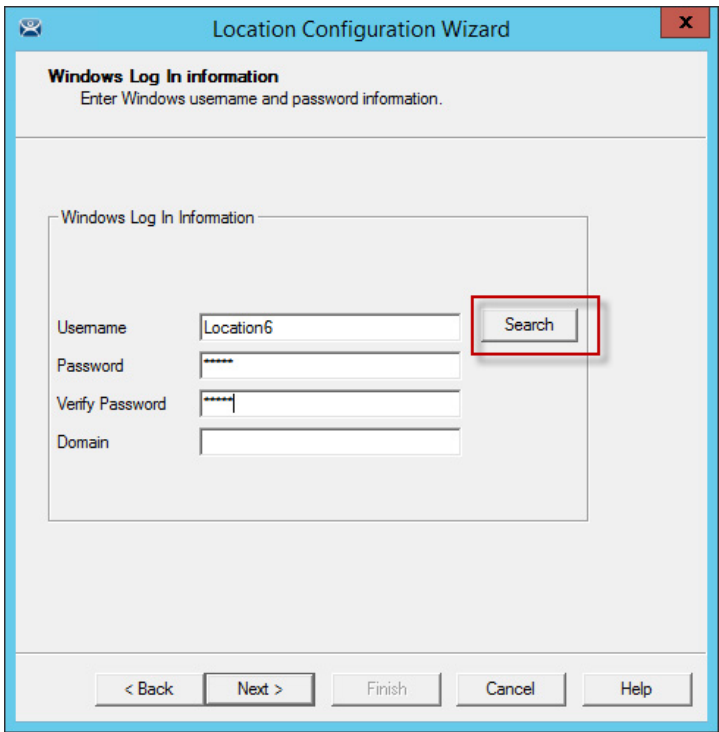 Location Configuration Wizard
x
Windows Log In information
Enter Windows username and password information.
Windows Log In Information
Username Location6 Search
Password *****
Verify Password *****
Domain
< Back Next > Finish Cancel Help